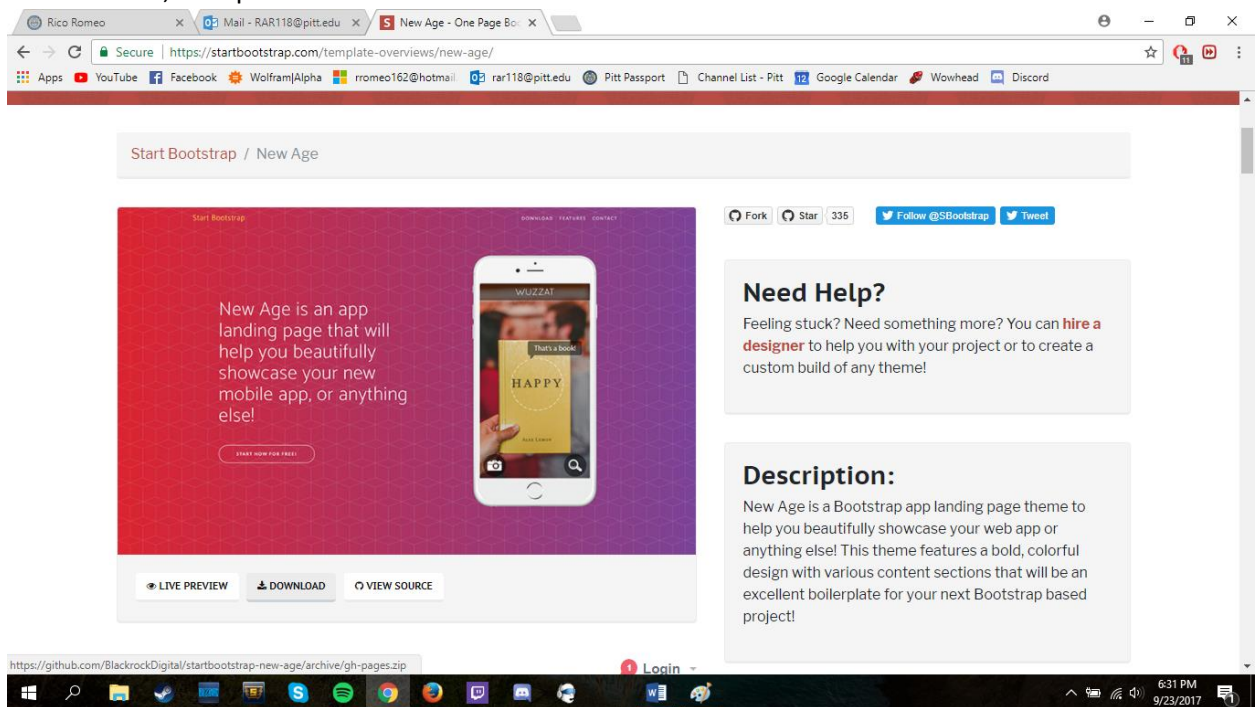 Rico Romeo
Mail - RAR118@pitt.edu
New Age - One Page Boo
Secure | https://startbootstrap.com/template-overviews/new-age/
11
Apps YouTube Facebook Wolfram|Alpha rromeo162@hotmail rar118@pitt.edu Pitt Passport Channel List - Pitt 12 Google Calendar Wowhead Discord
Start Bootstrap / New Age
Start Bootstrap
DOWNLOAD FEATURES CONTACT
New Age is an app
landing page that will
help you beautifully
showcase your new
mobile app, or anything
else!
START NOW FOR FREE!
WUZZAT
That's a book!
HAPPY
LIVE PREVIEW
DOWNLOAD
VIEW SOURCE
Fork Star 335 Follow @SBootstrap Tweet
Need Help?
Feeling stuck? Need something more? You can hire a
designer to help you with your project or to create a
custom build of any theme!
Description:
New Age is a Bootstrap app landing page theme to
help you beautifully showcase your web app or
anything else! This theme features a bold, colorful
design with various content sections that will be an
excellent boilerplate for your next Bootstrap based
project!
https://github.com/BlackrockDigital/startbootstrap-new-age/archive/gh-pages.zip
1 Login
6:31 PM
9/23/2017